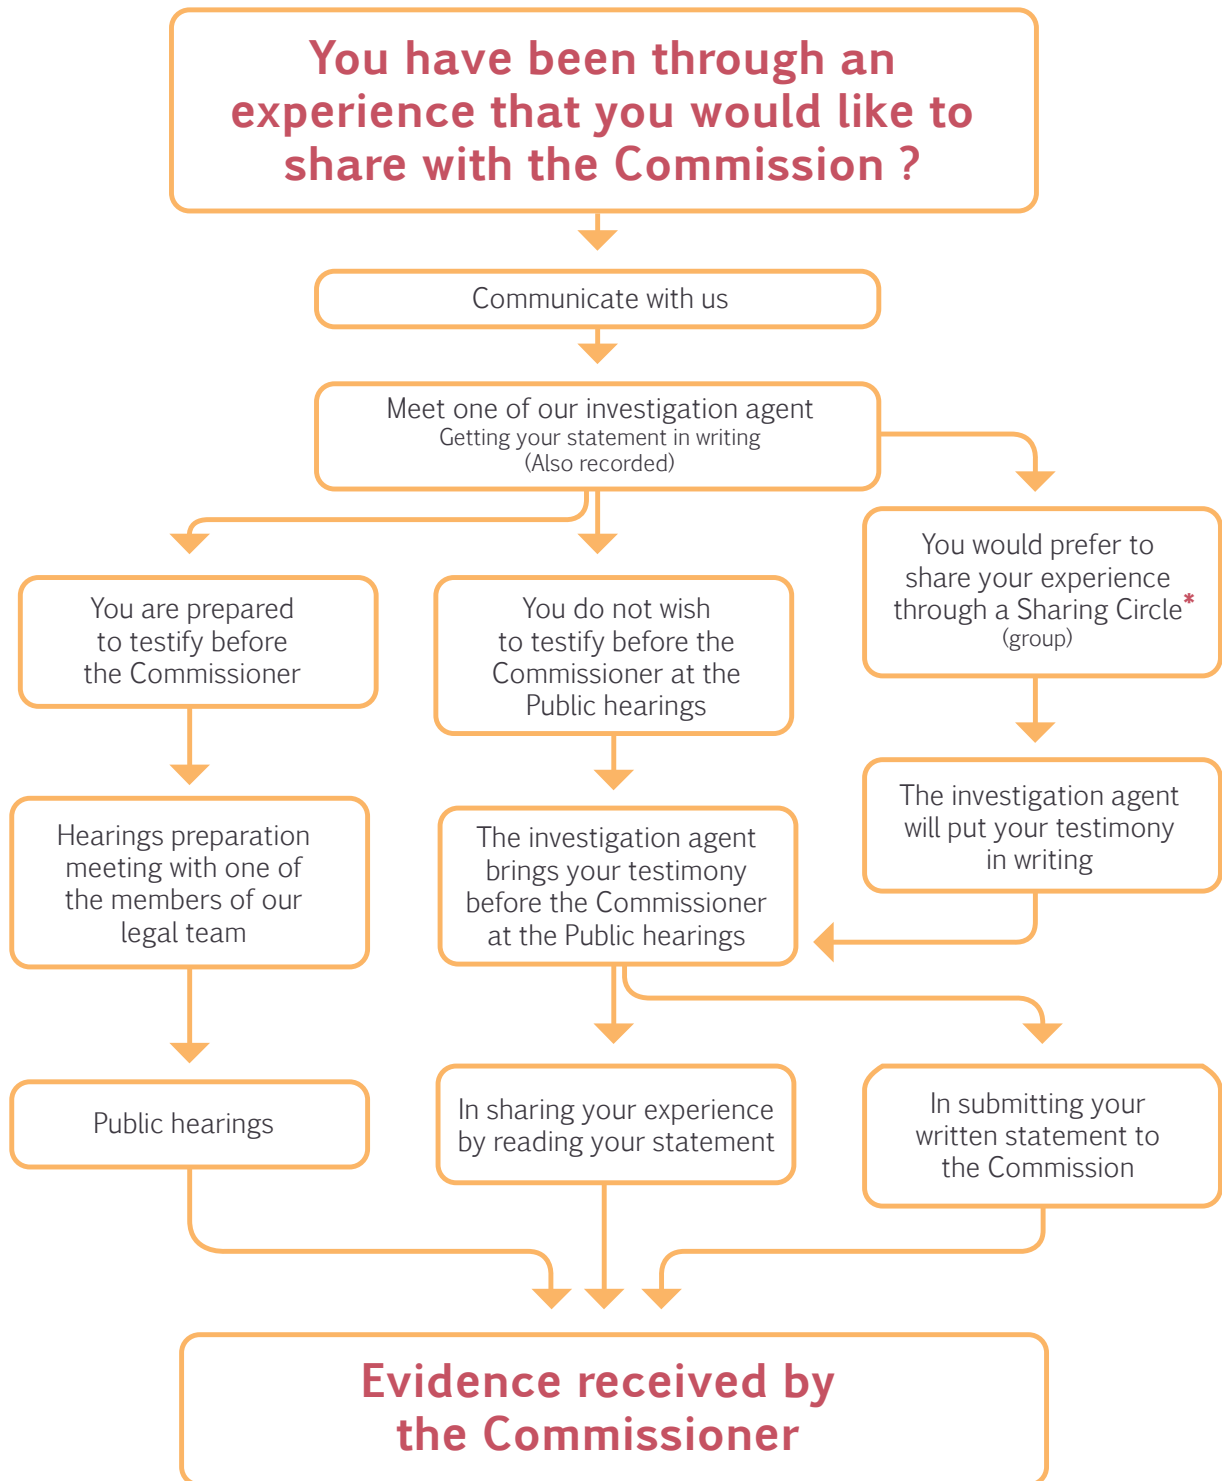 You have been through an
experience that you would like to
share with the Commission ?
Communicate with us
Meet one of our investigation agent
Getting your statement in writing
(Also recorded)
You are prepared
to testify before
the Commissioner
You do not wish
to testify before the
Commissioner at the
Public hearings
You would prefer to
share your experience
through a Sharing Circle*
(group)
Hearings preparation
meeting with one of
the members of our
legal team
The investigation agent
brings your testimony
before the Commissioner
at the Public hearings
The investigation agent
will put your testimony
in writing
Public hearings
In sharing your experience
by reading your statement
In submitting your
written statement to
the Commission
Evidence received by
the Commissioner